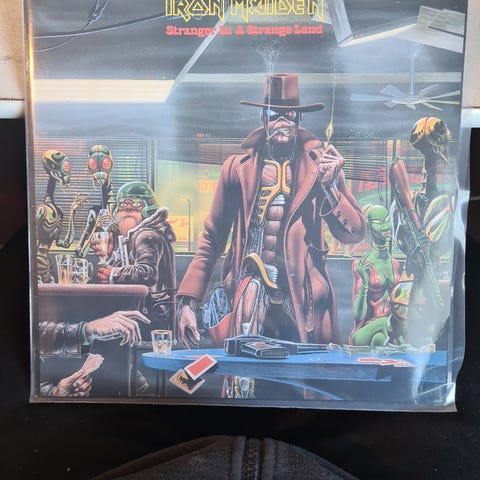 IRON MAIDEN
Stranger In A Strange Land